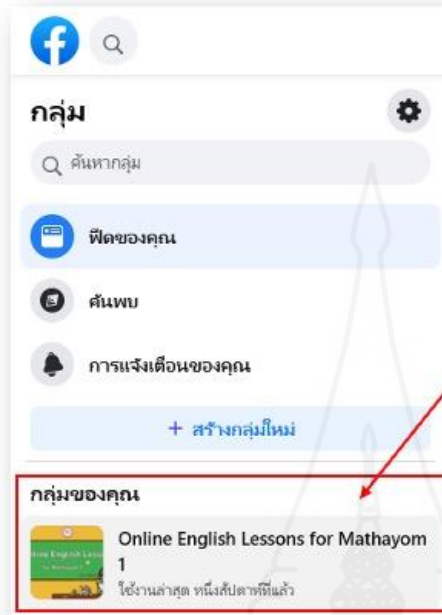 กลุ่ม
ค้นหากลุ่ม
ฟีดของคุณ
ค้นพบ
การแจ้งเตือนของคุณ
+ สร้างกลุ่มใหม่
กลุ่มของคุณ
Online English Lessons for Mathayom
1
ใช้งานล่าสุด หนึ่งสัปดาห์ที่แล้ว